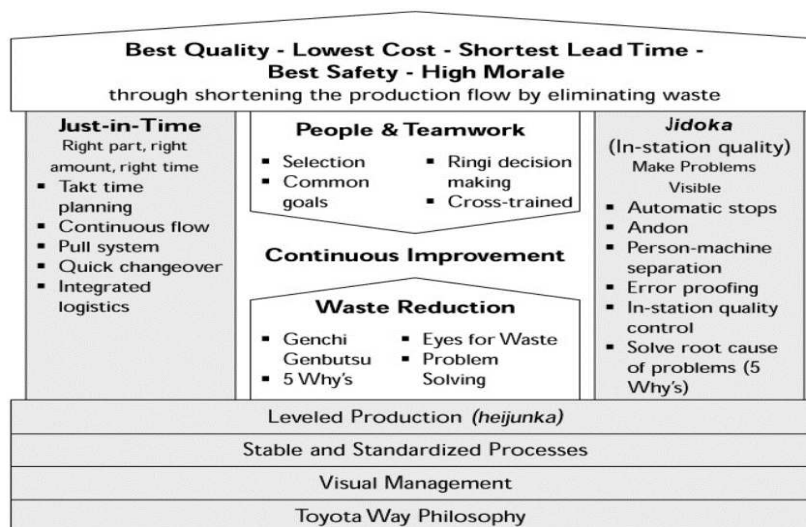 Best Quality - Lowest Cost - Shortest Lead Time -
Best Safety - High Morale
through shortening the production flow by eliminating waste
Just-in-Time
Right part, right
amount, right time
▪ Takt time
planning
▪ Continuous flow
▪ Pull system
▪ Quick changeover
▪ Integrated
logistics
People & Teamwork
▪ Selection
▪ Common
goals
▪ Ringi decision
making
▪ Cross-trained
Continuous Improvement
Waste Reduction
▪ Genchi
Genbutsu
▪ 5 Why's
▪ Eyes for Waste
▪ Problem
Solving
Jidoka
(In-station quality)
Make Problems
Visible
▪ Automatic stops
▪ Andon
▪ Person-machine
separation
▪ Error proofing
▪ In-station quality
control
▪ Solve root cause
of problems (5
Why's)
Leveled Production (heijunka)
Stable and Standardized Processes
Visual Management
Toyota Way Philosophy